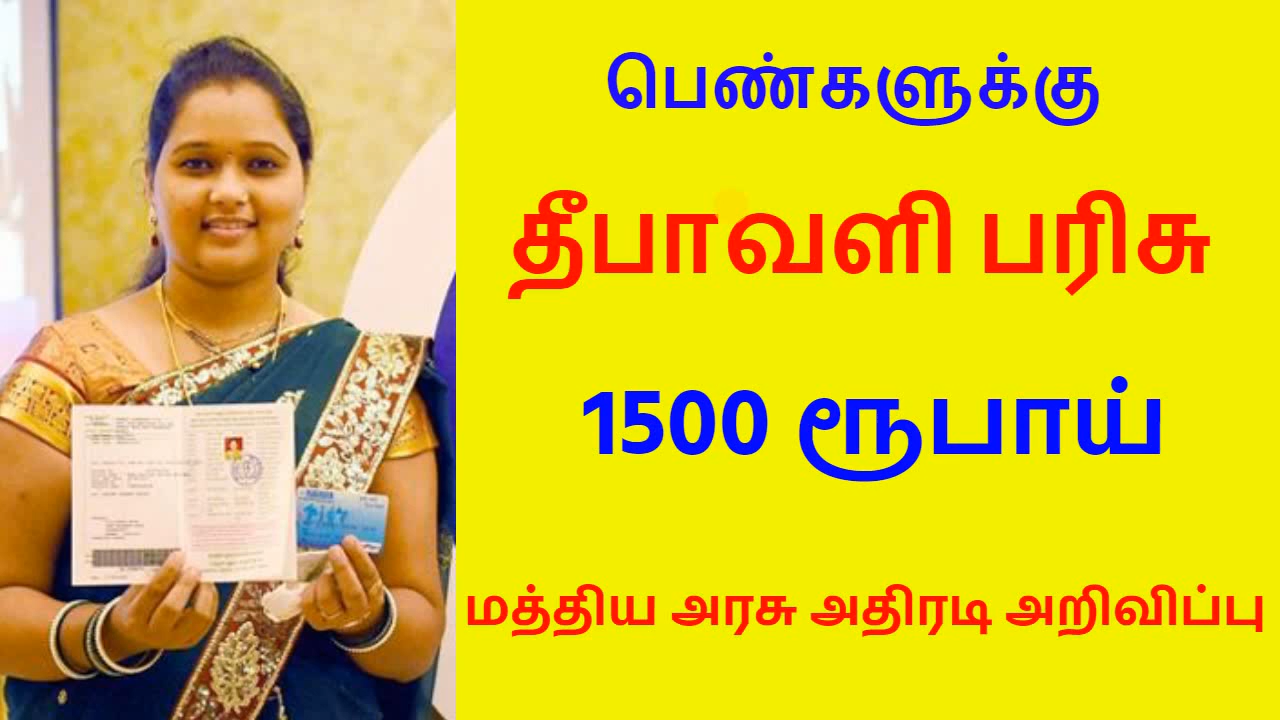 பெண்களுக்கு
தீபாவளி பரிசு
1500 ரூபாய்
மத்திய அரசு அதிரடி அறிவிப்பு